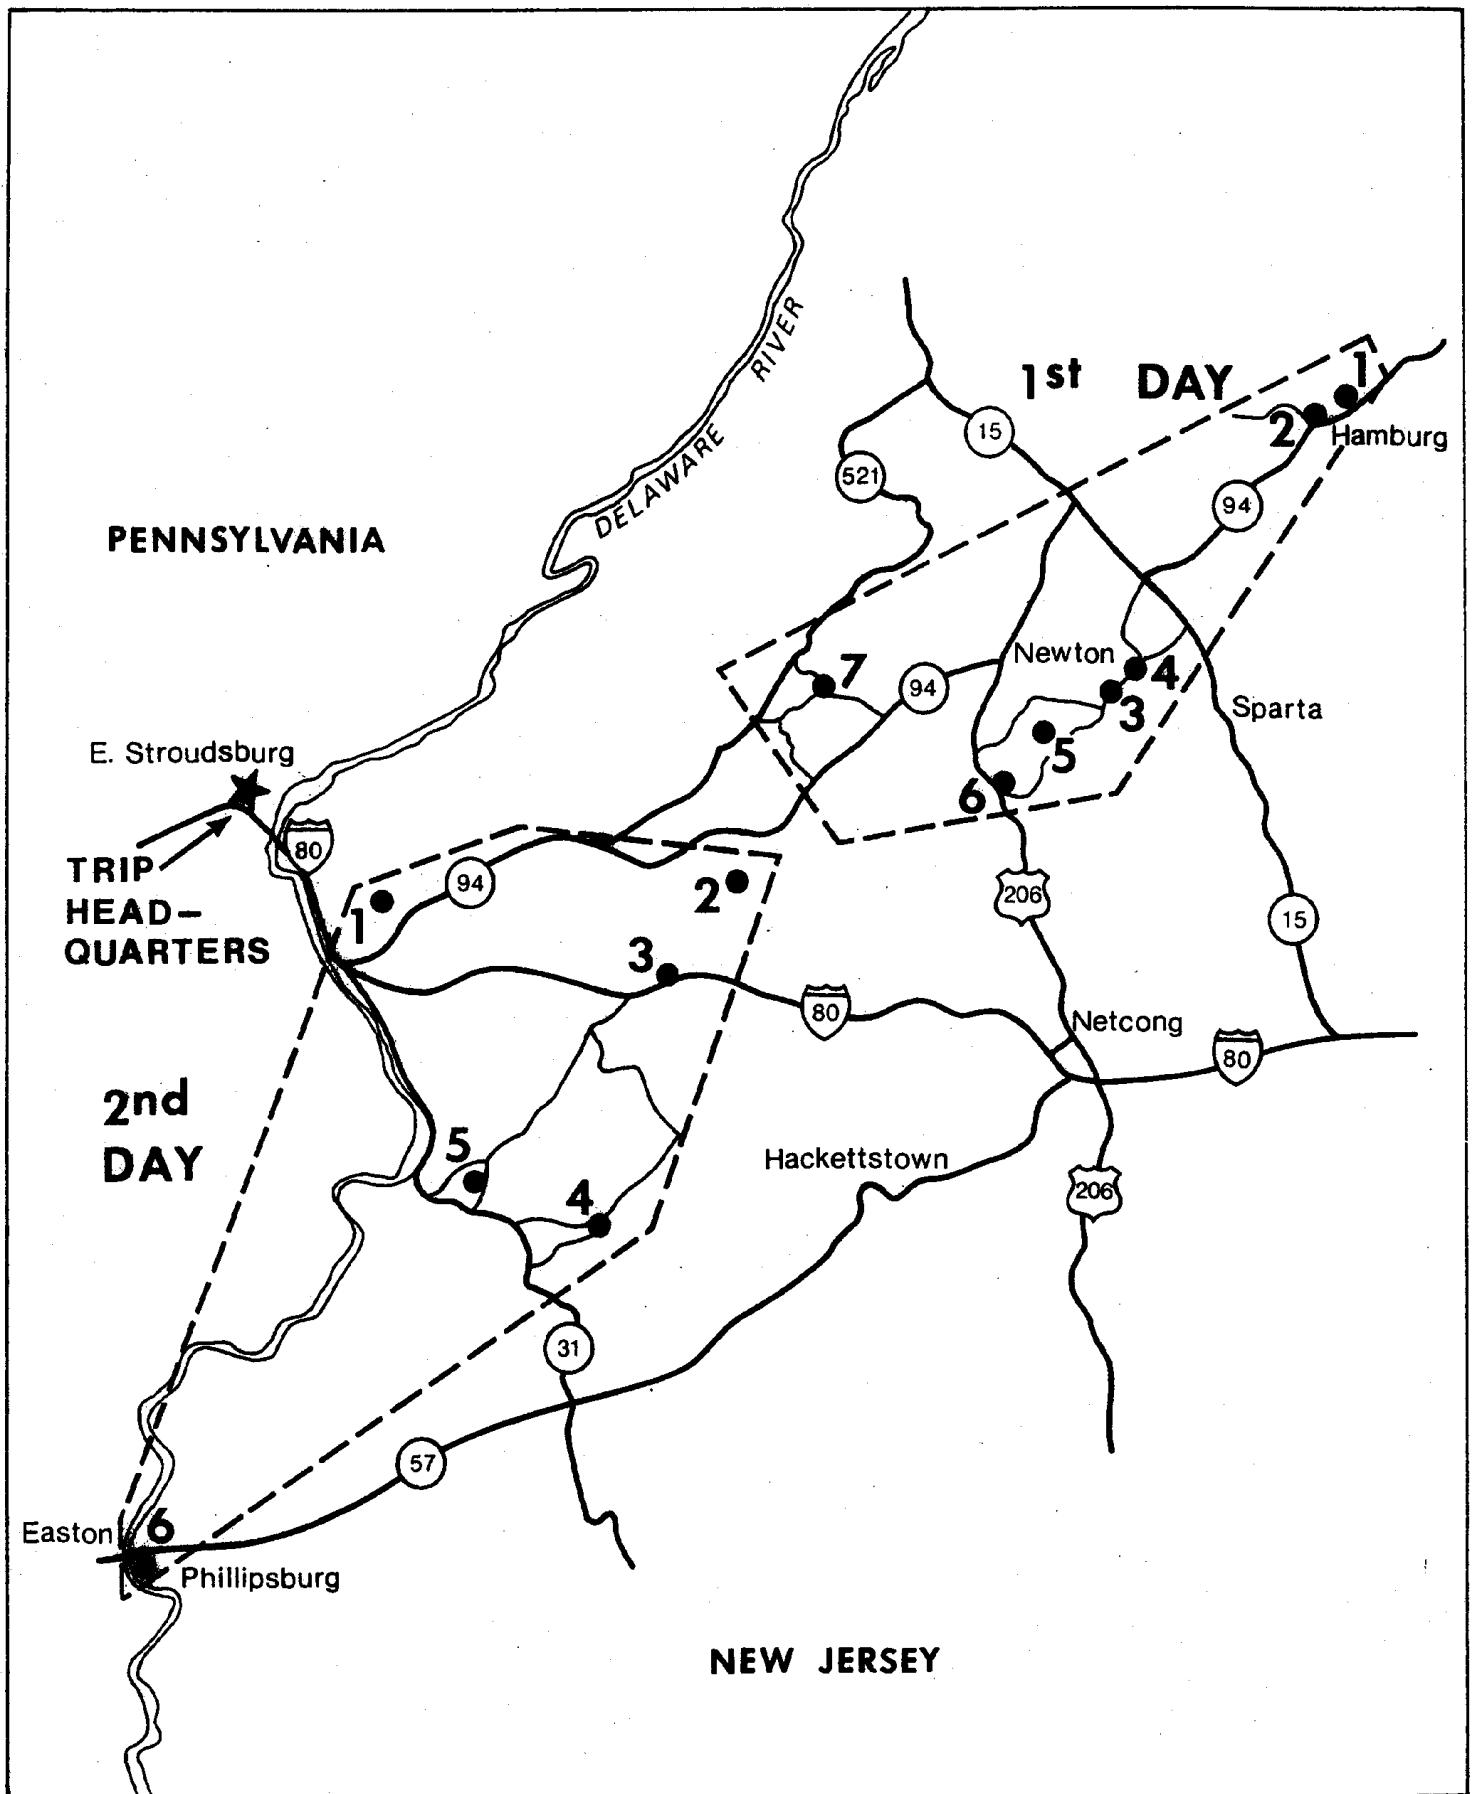 DELAWARE RIVER
1st DAY
1
2
Hamburg
15
521
94
PENNSYLVANIA
Newton
4
7
94
3
Sparta
5
6
E. Stroudsburg
80
TRIP
HEAD-
QUARTERS
94
1
2
206
15
3
80
Netcong
80
2nd
DAY
5
Hackettstown
4
206
31
57
Easton
6
Phillipsburg
NEW JERSEY